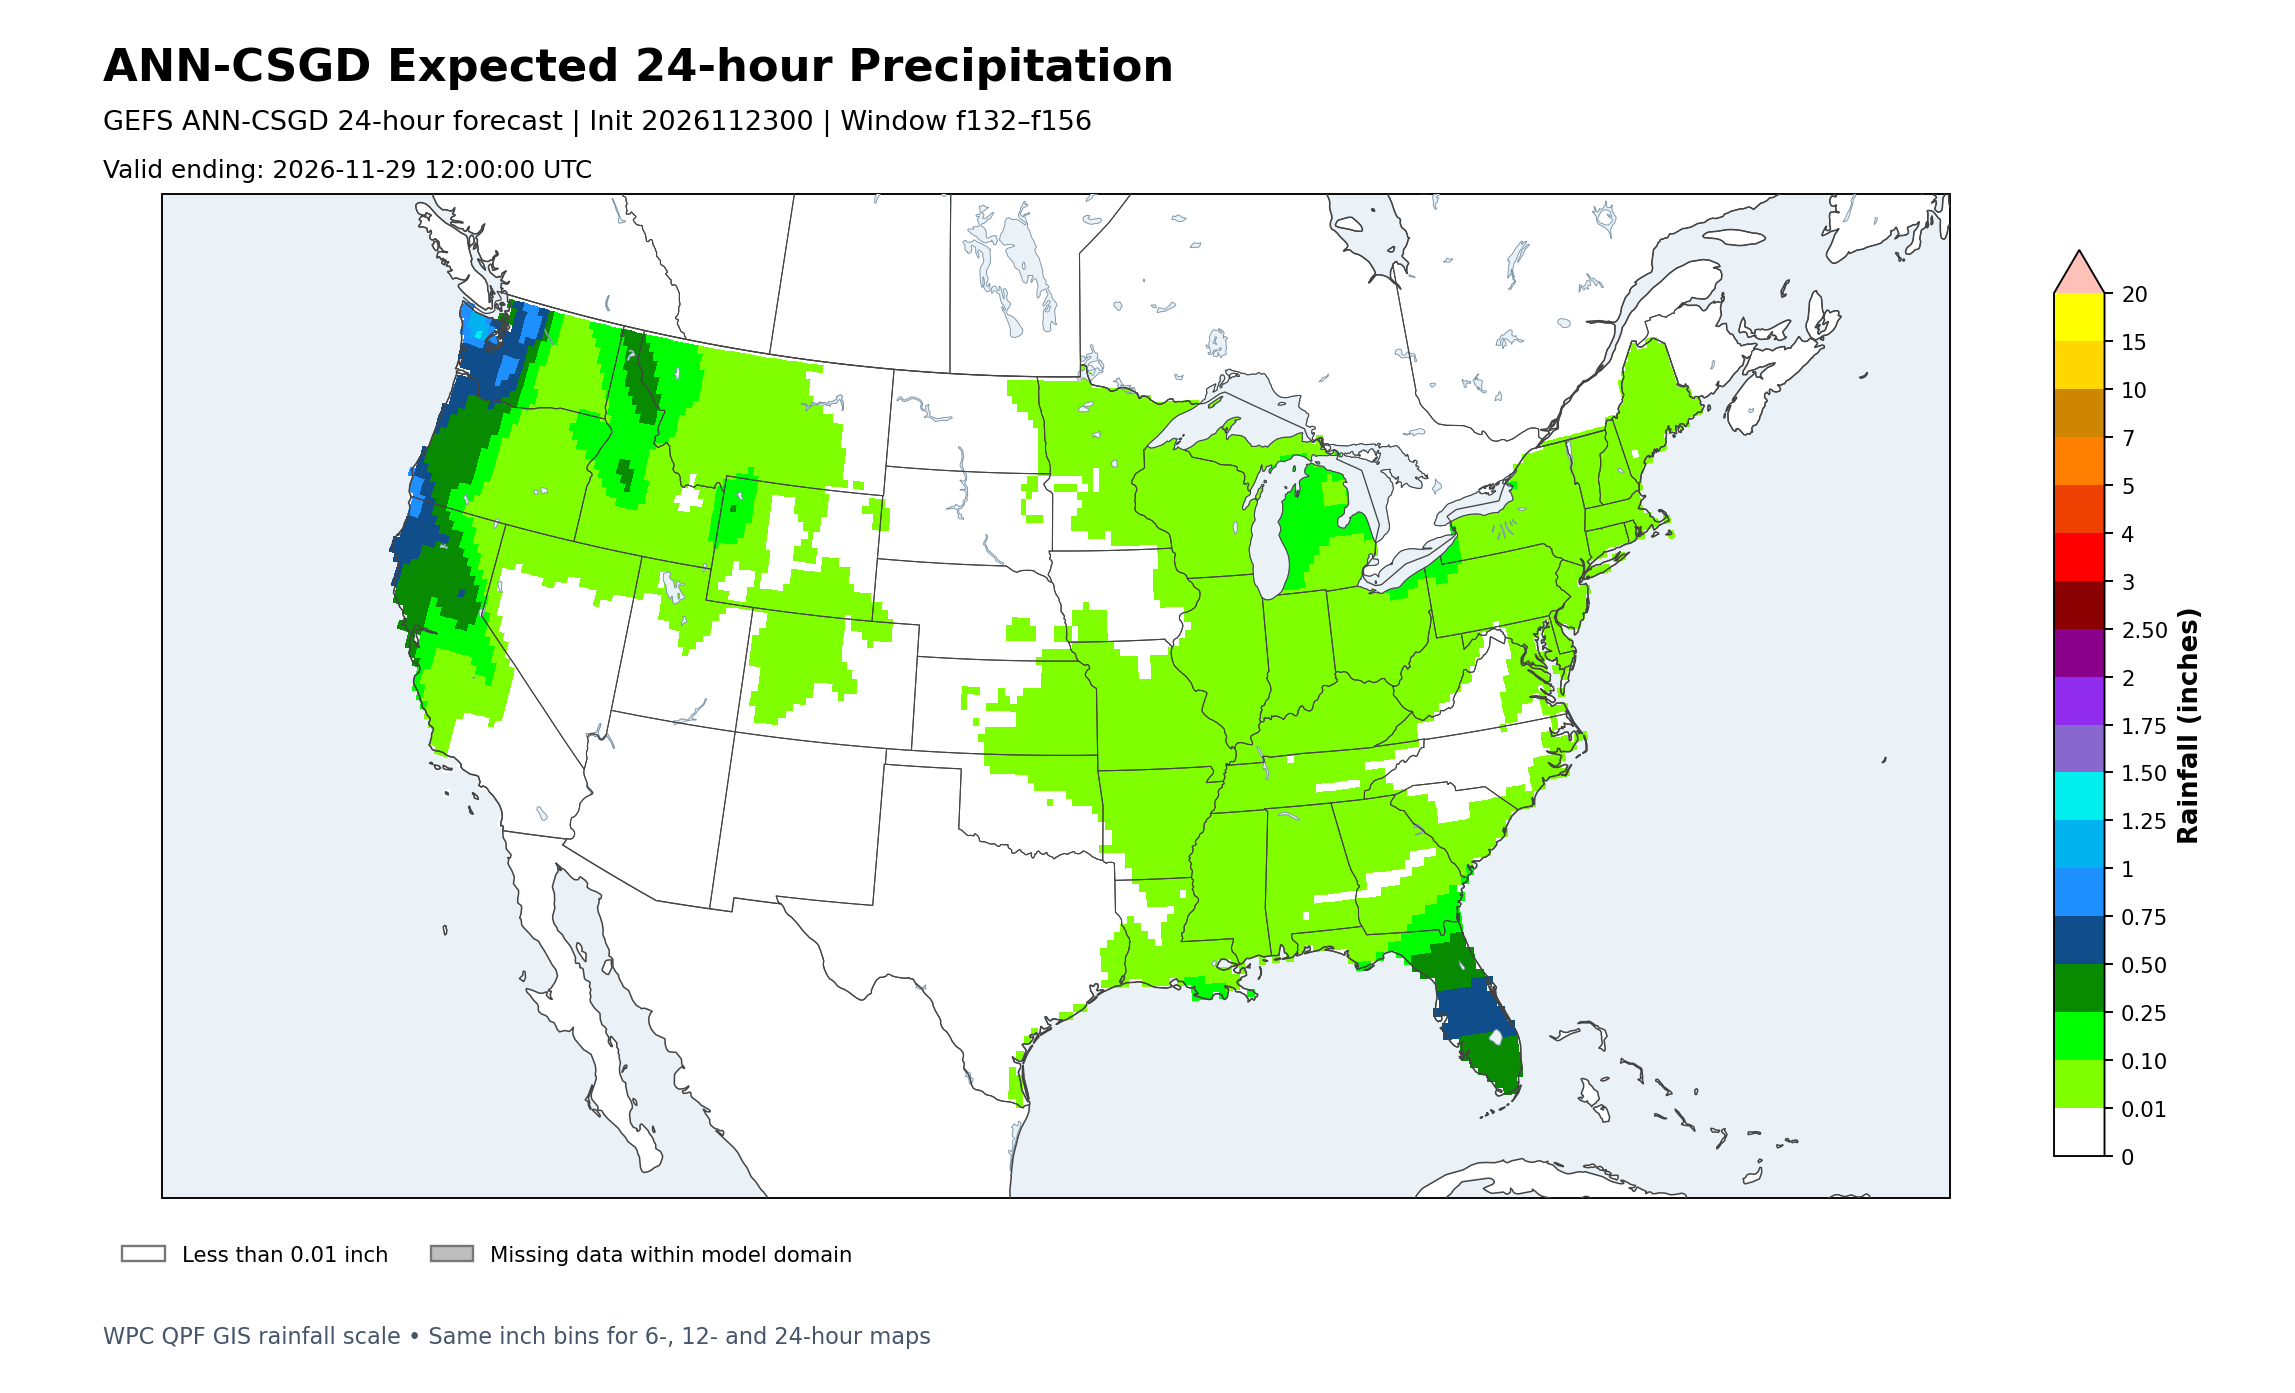 ANN-CSGD Expected 24-hour Precipitation
GEFS ANN-CSGD 24-hour forecast | Init 2026112300 | Window f132–f156
Valid ending: 2026-11-29 12:00:00 UTC
20
15
10
7
5
4
3
2.50
2
1.75
1.50
1.25
1
0.75
0.50
0.25
0.10
0.01
0
Rainfall (inches)
Less than 0.01 inch
Missing data within model domain
WPC QPF GIS rainfall scale • Same inch bins for 6-, 12- and 24-hour maps